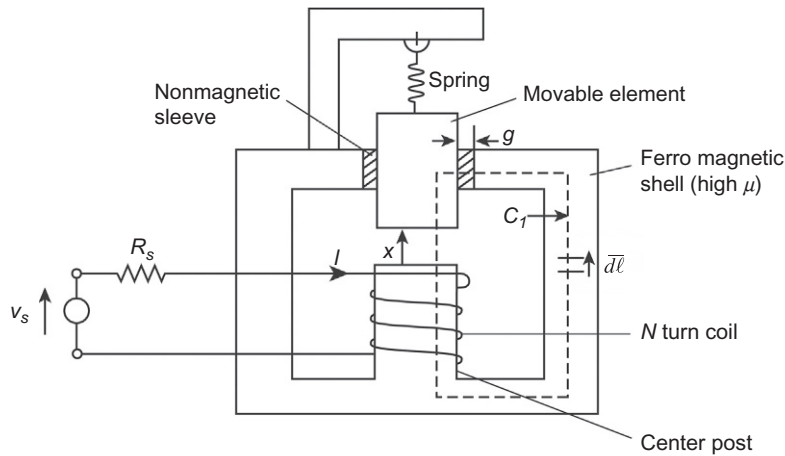 Spring
Nonmagnetic
sleeve
Movable element
g
Ferro magnetic
shell (high μ)
C₁
R_s
I
x
dℓ̅
v_s
N turn coil
Center post